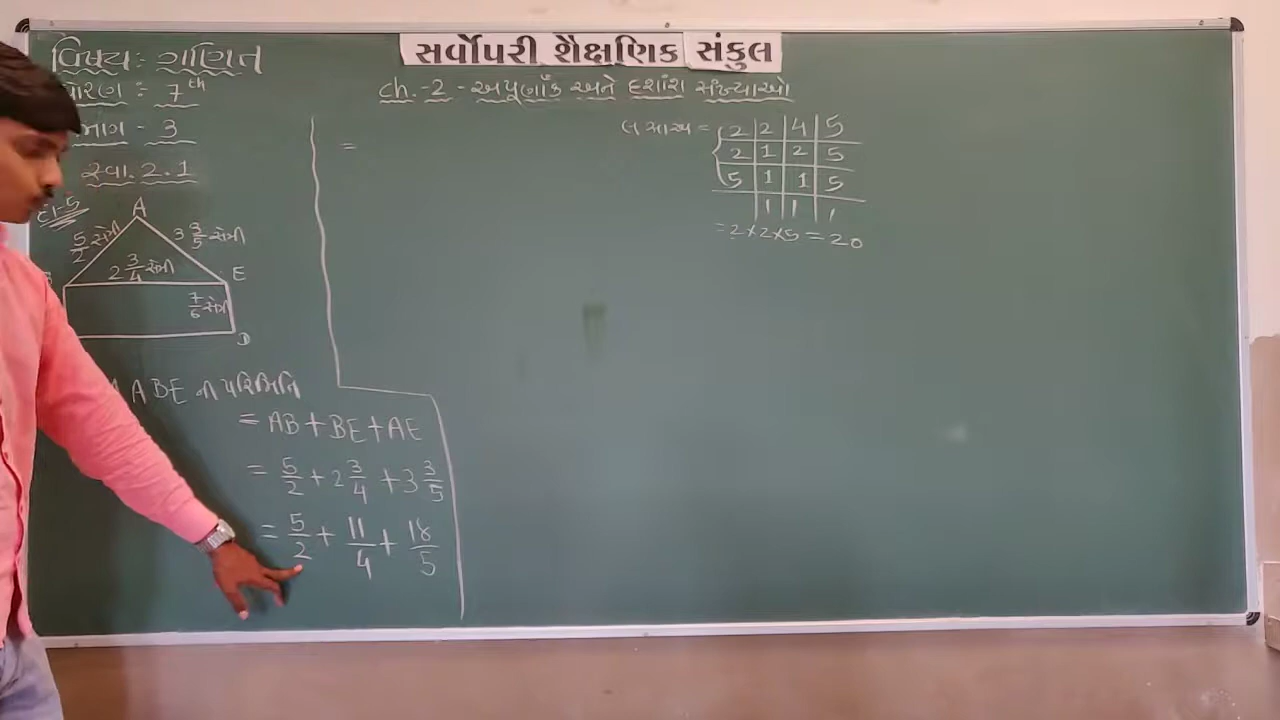 સર્વોપરી શૈક્ષણિક સંકુલ
વિષય: ગણિત
ધોરણ : 7th
ભાગ - 3
સ્વા. 2.1
દા-5
ch.-2 - અપૂર્ણાંક અને દશાંશ સંખ્યાઓ
A
5/2 સેમી
3 3/5 સેમી
2 3/4 સેમી
E
7/6 સેમી
D
ABE ની પરિમિતિ
= AB + BE + AE
= 5/2 + 2 3/4 + 3 3/5
= 5/2 + 11/4 + 18/5
=
લસાઅ =
2 | 2 | 4 | 5
2 | 1 | 2 | 5
5 | 1 | 1 | 5
1 | 1 | 1
= 2 × 2 × 5 = 20